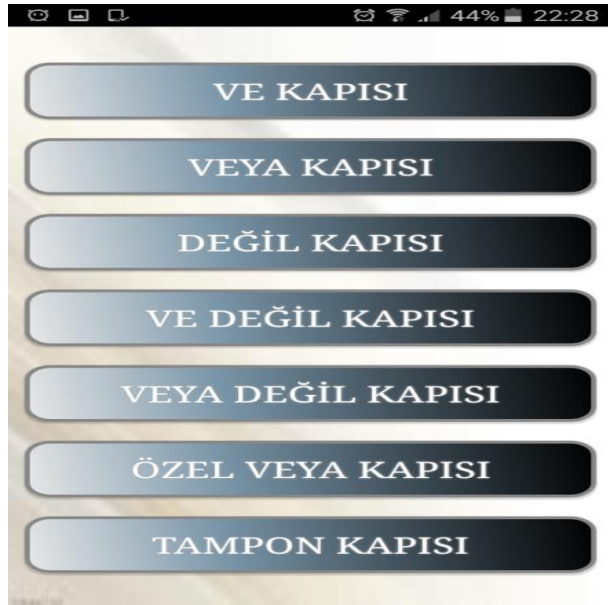 44% 22:28
VE KAPISI
VEYA KAPISI
DEĞİL KAPISI
VE DEĞİL KAPISI
VEYA DEĞİL KAPISI
ÖZEL VEYA KAPISI
TAMPON KAPISI